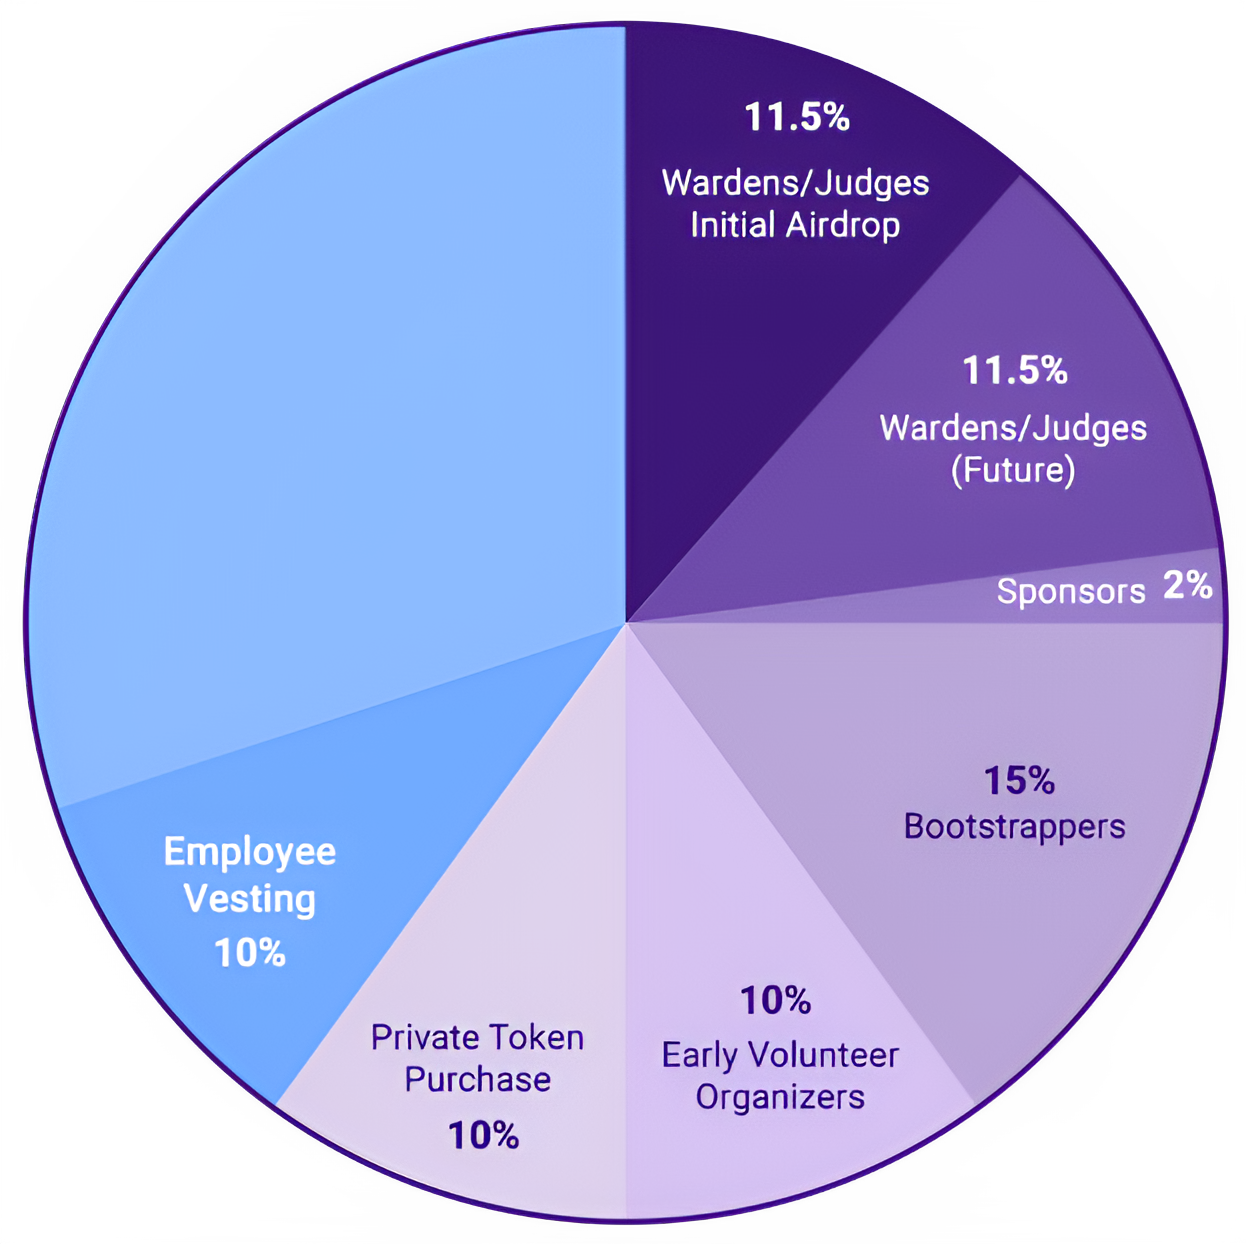 11.5%
Wardens/Judges
Initial Airdrop
11.5%
Wardens/Judges
(Future)
Sponsors 2%
15%
Bootstrappers
10%
Early Volunteer
Organizers
Private Token
Purchase
10%
Employee
Vesting
10%